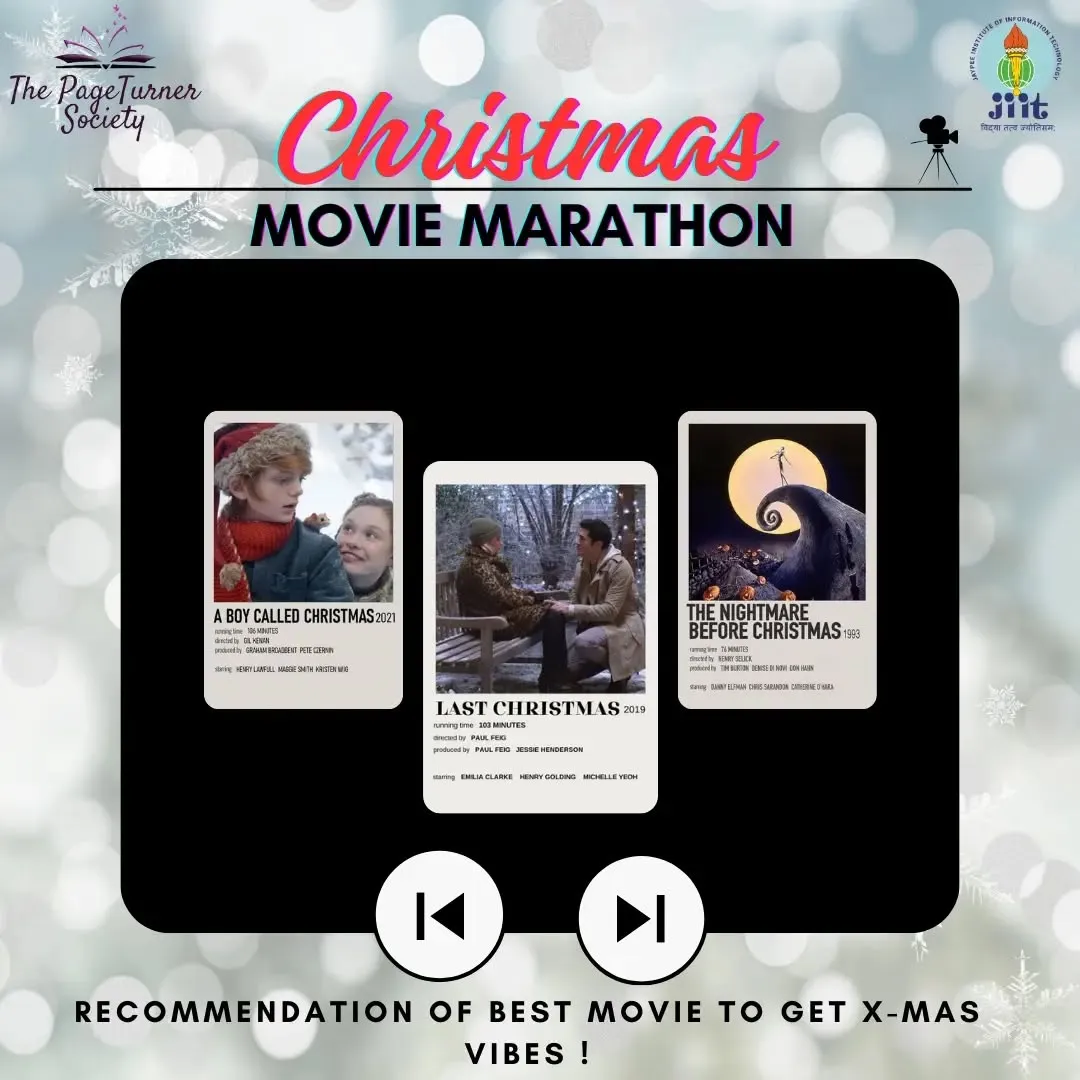 The PageTurner
Society
JAYPEE INSTITUTE OF INFORMATION TECHNOLOGY
jiit
विद्या तत्व ज्योतिसम:
Christmas
MOVIE MARATHON
A BOY CALLED CHRISTMAS 2021
running time 106 MINUTES
directed by GIL KENAN
produced by GRAHAM BROADBENT PETE CZERNIN
starring HENRY LAWFULL MAGGIE SMITH KRISTEN WIIG
LAST CHRISTMAS 2019
running time 103 MINUTES
directed by PAUL FEIG
produced by PAUL FEIG JESSIE HENDERSON
starring EMILIA CLARKE HENRY GOLDING MICHELLE YEOH
THE NIGHTMARE
BEFORE CHRISTMAS 1993
running time 76 MINUTES
directed by HENRY SELICK
produced by TIM BURTON DENISE DI NOVI DON HAHN
starring DANNY ELFMAN CHRIS SARANDON CATHERINE O'HARA
RECOMMENDATION OF BEST MOVIE TO GET X-MAS
VIBES !